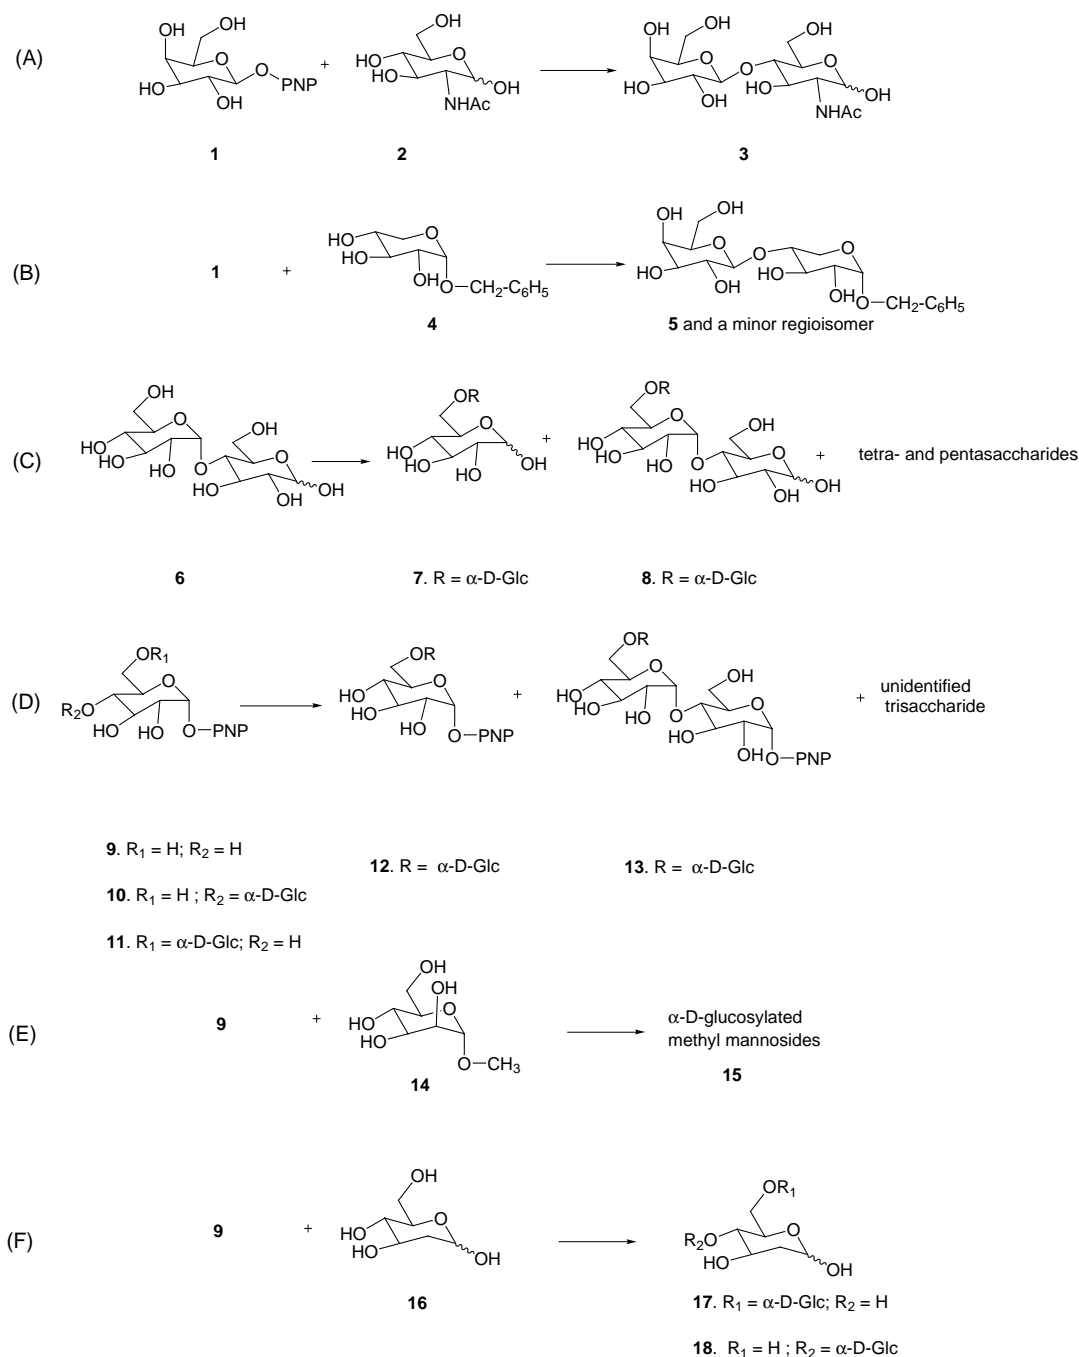 (A)
OH OH
O
HO OH O PNP
1
+
OH
HO O
HO NHAc OH
2
OH OH
O
HO OH O
OH
O
HO NHAc OH
3
(B)
1
+
HO O
HO OH O CH2-C6H5
4
OH OH
O
HO OH O
O
HO OH O CH2-C6H5
5 and a minor regioisomer
(C)
OH
HO O
HO OH O
OH
O
HO OH OH
6
OR
HO O
HO OH OH
7. R = α-D-Glc
+
OR
HO O
HO OH O
OH
O
HO OH OH
8. R = α-D-Glc
+
tetra- and pentasaccharides
(D)
OR1
R2O O
HO OH O PNP
9. R1 = H; R2 = H
10. R1 = H ; R2 = α-D-Glc
11. R1 = α-D-Glc; R2 = H
OR
HO O
HO OH O PNP
12. R = α-D-Glc
+
OR
HO O
HO OH O
OH
O
HO OH O PNP
13. R = α-D-Glc
+
unidentified
trisaccharide
(E)
9
+
OH
OH
HO O
HO O CH3
14
α-D-glucosylated
methyl mannosides
15
(F)
9
+
OH
HO O
HO OH
16
OR1
R2O O
HO OH
17. R1 = α-D-Glc; R2 = H
18. R1 = H ; R2 = α-D-Glc